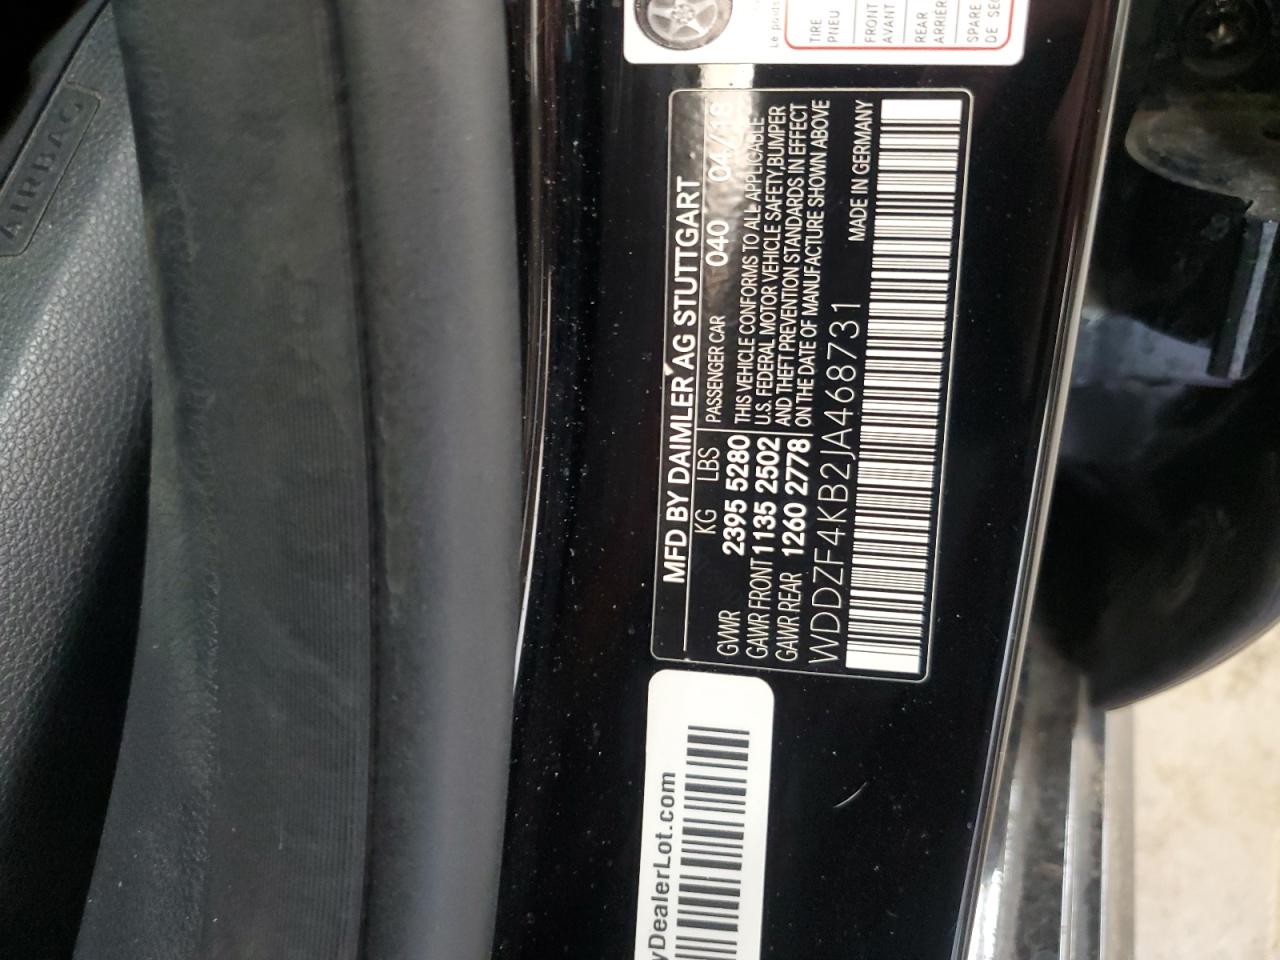 MFD BY DAIMLER AG STUTTGART
KG LBS PASSENGER CAR 040 04/18
GVWR 2395 5280
GAWR FRONT 1135 2502
GAWR REAR 1260 2778
THIS VEHICLE CONFORMS TO ALL APPLICABLE
U.S. FEDERAL MOTOR VEHICLE SAFETY,BUMPER
AND THEFT PREVENTION STANDARDS IN EFFECT
ON THE DATE OF MANUFACTURE SHOWN ABOVE
WDDZF4KB2JA468731 MADE IN GERMANY
Le poids
TIRE
PNEU
FRONT
AVANT
REAR
SPARE
DE
DealerLot.com
AIRBAG